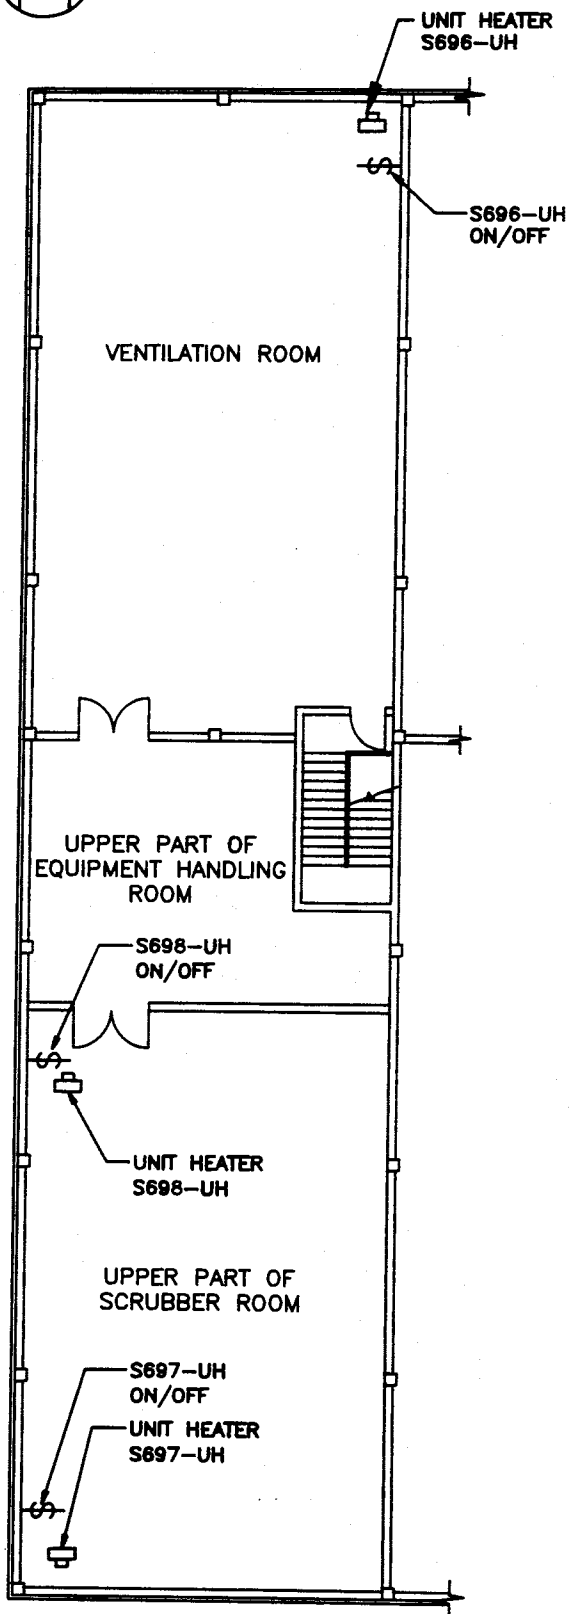 UNIT HEATER
S696-UH
S696-UH
ON/OFF
VENTILATION ROOM
UPPER PART OF
EQUIPMENT HANDLING
ROOM
S698-UH
ON/OFF
UNIT HEATER
S698-UH
UPPER PART OF
SCRUBBER ROOM
S697-UH
ON/OFF
UNIT HEATER
S697-UH